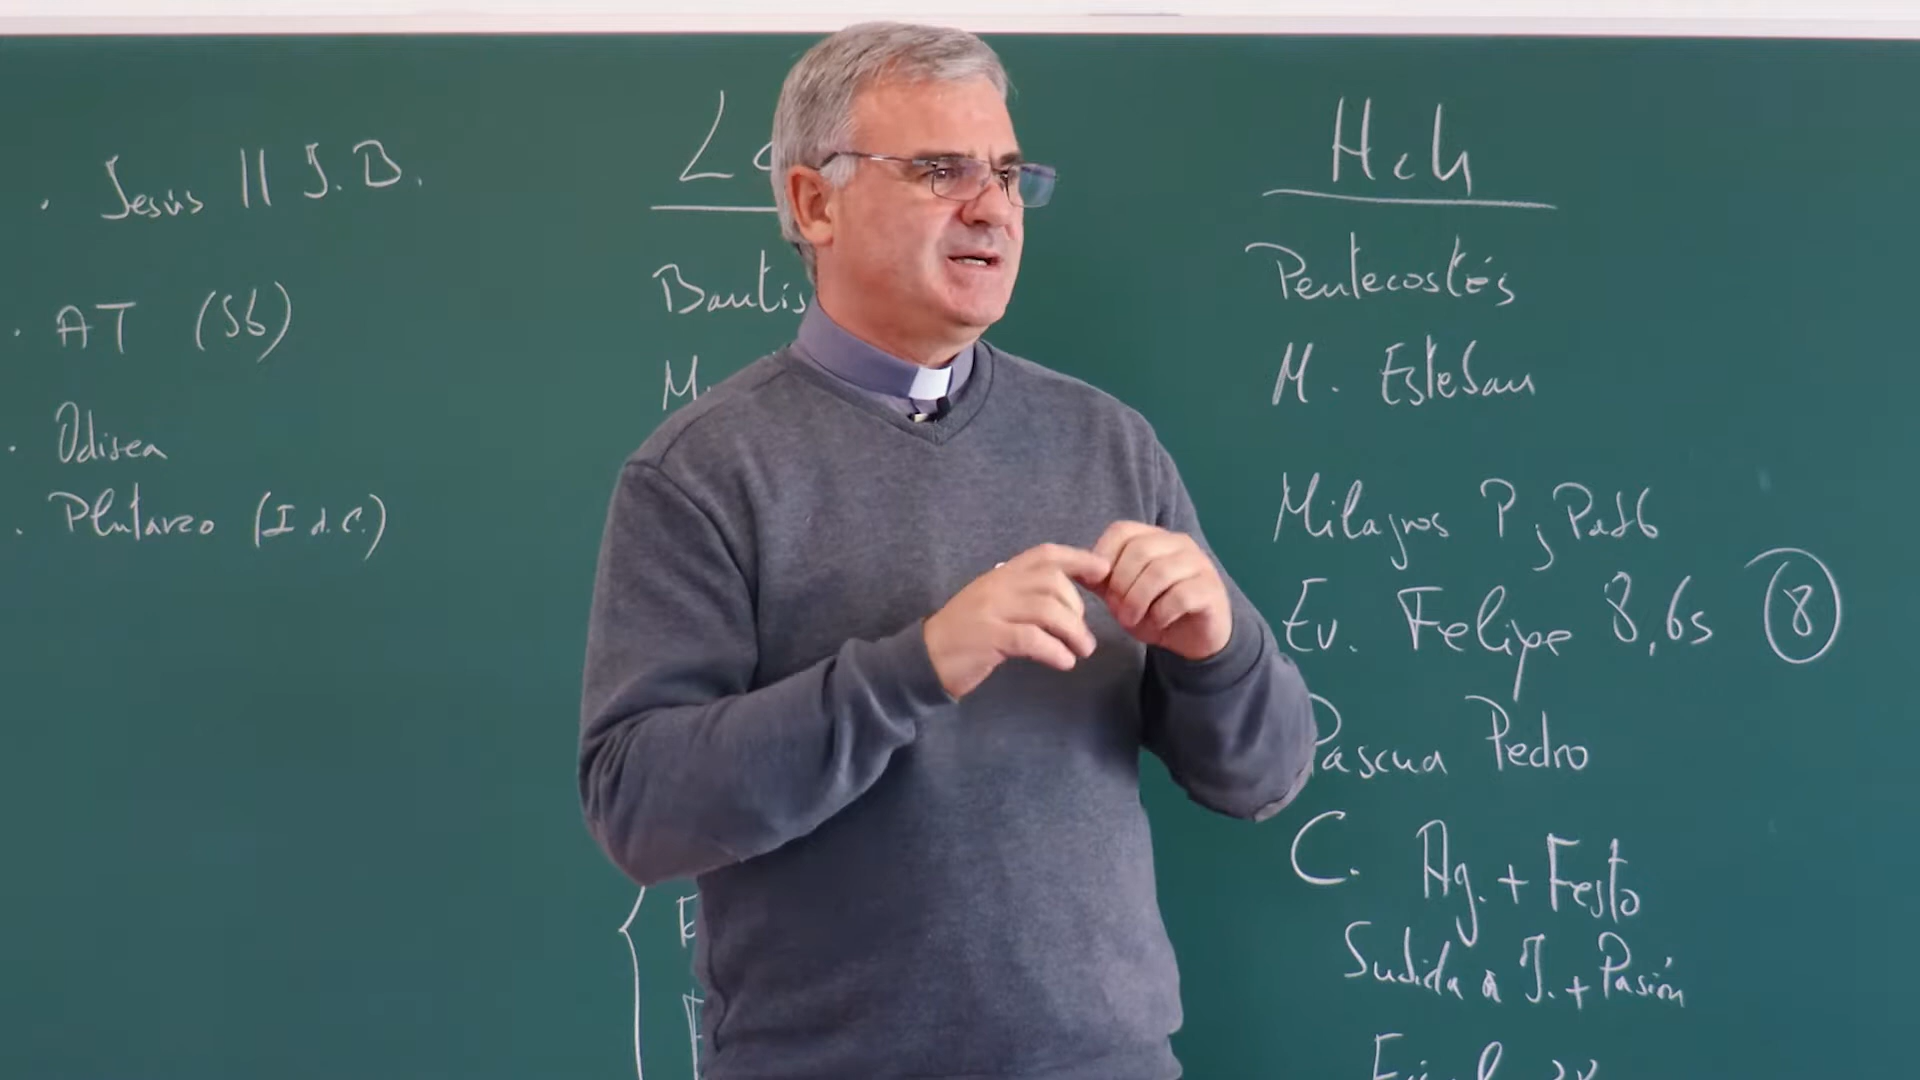 · Jesús || J. B.
· AT (Sb)
· Odisea
· Plutarco (I d.C.)
Bautis
M.
Hch
Pentecostés
M. Esteban
Milagros P y Pablo
Ev. Felipe 8,6s 8
Pascua Pedro
C. Ag. + Festo
Subida a J. + Pasión